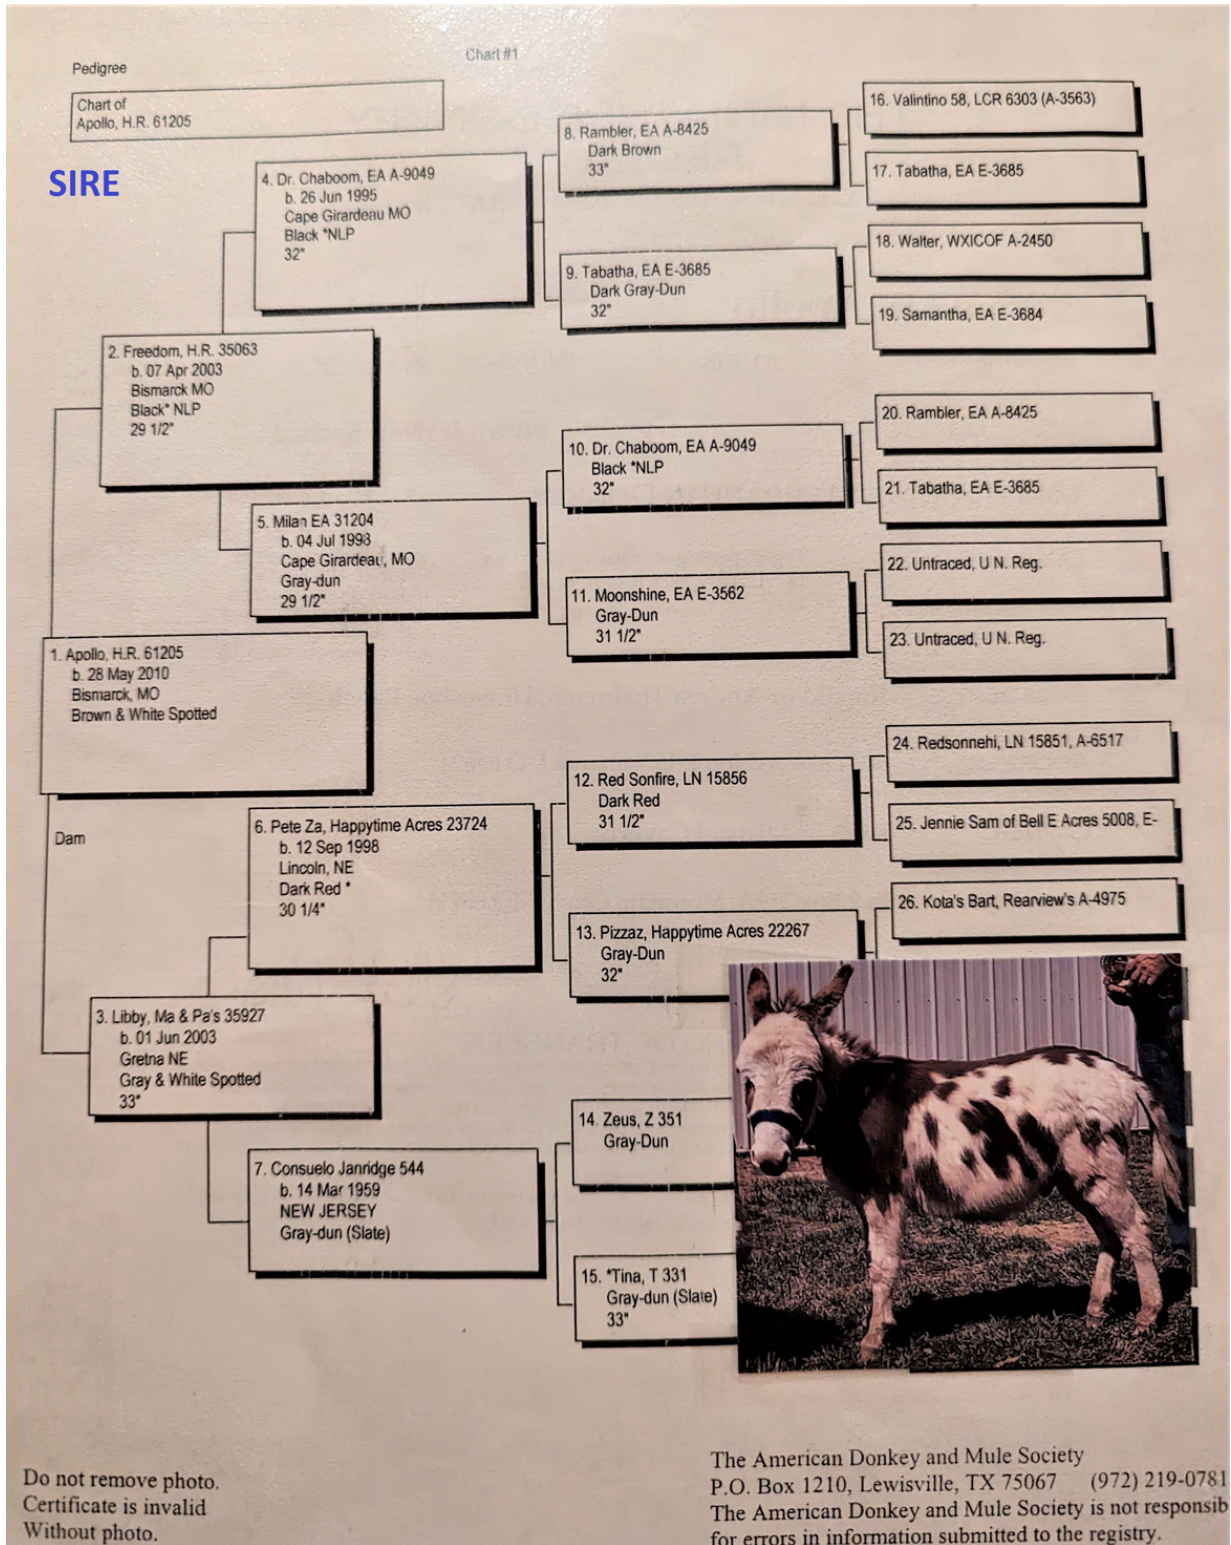 Chart #1
Pedigree
Chart of
Apollo, H.R. 61205
SIRE
16. Valintino 58, LCR 6303 (A-3563)
8. Rambler, EA A-8425
Dark Brown
33"
17. Tabatha, EA E-3685
4. Dr. Chaboom, EA A-9049
b. 26 Jun 1995
Cape Girardeau MO
Black *NLP
32"
18. Walter, WXICOF A-2450
9. Tabatha, EA E-3685
Dark Gray-Dun
32"
19. Samantha, EA E-3684
2. Freedom, H.R. 35063
b. 07 Apr 2003
Bismarck MO
Black* NLP
29 1/2"
20. Rambler, EA A-8425
10. Dr. Chaboom, EA A-9049
Black *NLP
32"
21. Tabatha, EA E-3685
5. Milan EA 31204
b. 04 Jul 1998
Cape Girardeau, MO
Gray-dun
29 1/2"
22. Untraced, U N. Reg.
11. Moonshine, EA E-3562
Gray-Dun
31 1/2"
23. Untraced, U N. Reg.
1. Apollo, H.R. 61205
b. 28 May 2010
Bismarck, MO
Brown & White Spotted
24. Redsonnehi, LN 15851, A-6517
12. Red Sonfire, LN 15856
Dark Red
31 1/2"
25. Jennie Sam of Bell E Acres 5008, E-
Dam
6. Pete Za, Happytime Acres 23724
b. 12 Sep 1998
Lincoln, NE
Dark Red *
30 1/4"
26. Kota's Bart, Rearview's A-4975
13. Pizzaz, Happytime Acres 22267
Gray-Dun
32"
3. Libby, Ma & Pa's 35927
b. 01 Jun 2003
Gretna NE
Gray & White Spotted
33"
14. Zeus, Z 351
Gray-Dun
7. Consuelo Janridge 544
b. 14 Mar 1959
NEW JERSEY
Gray-dun (Slate)
15. *Tina, T 331
Gray-dun (Slate)
33"
Do not remove photo.
Certificate is invalid
Without photo.
The American Donkey and Mule Society
P.O. Box 1210, Lewisville, TX 75067 (972) 219-0781
The American Donkey and Mule Society is not responsib
for errors in information submitted to the registry.